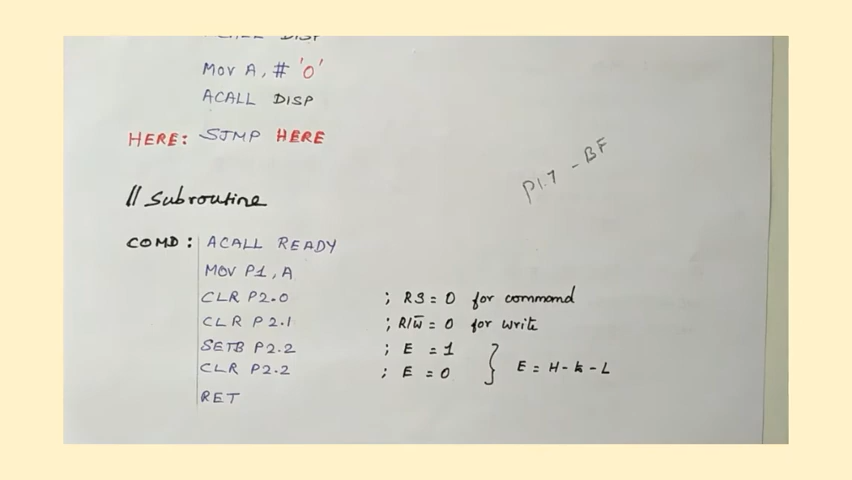 MOV A, # '0'
ACALL DISP
HERE: SJMP HERE
P1.7 - BF
// Subroutine
COMD: ACALL READY
MOV P1, A
CLR P2.0 ; RS = 0 for command
CLR P2.1 ; R/W̅ = 0 for write
SETB P2.2 ; E = 1
CLR P2.2 ; E = 0 } E = H-t-L
RET